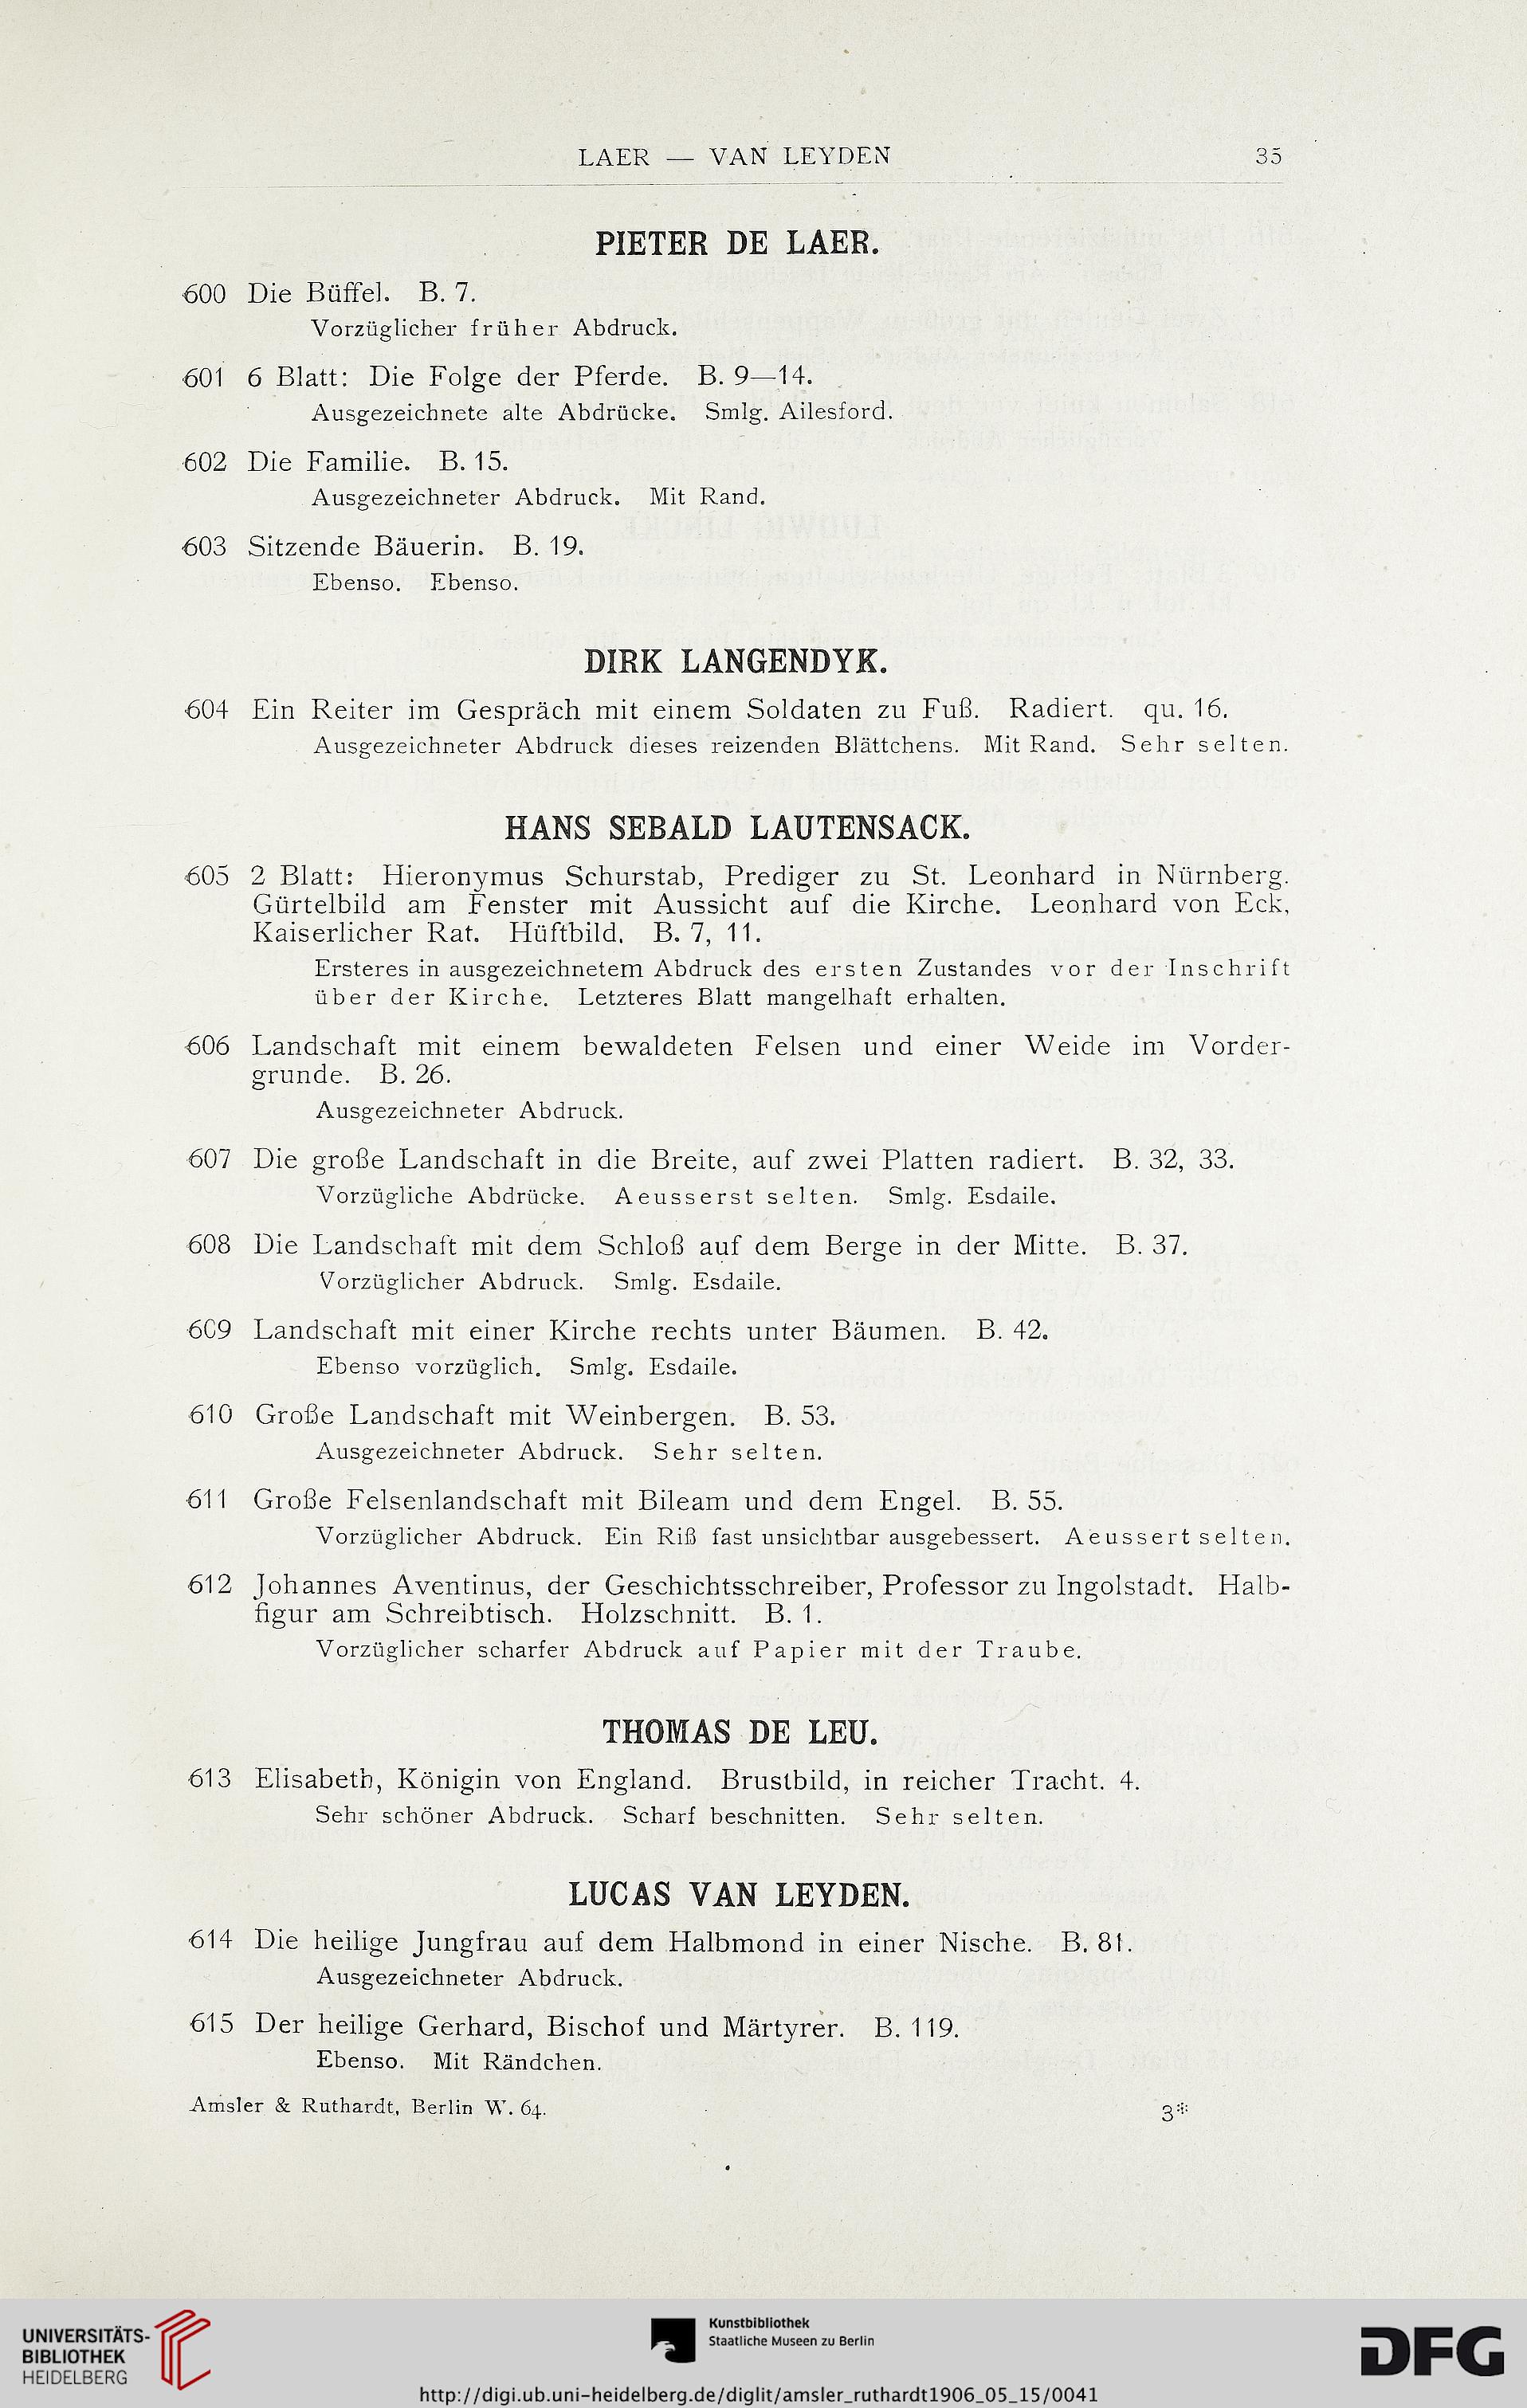 LAER — VAN LEYDEN 35
PIETER DE LAER.
600 Die Büffel. B. 7.
Vorzüglicher früher Abdruck.
601 6 Blatt: Die Folge der Pferde. B. 9—14.
Ausgezeichnete alte Abdrücke. Smlg. Ailesford.
602 Die Familie. B. 15.
Ausgezeichneter Abdruck. Mit Rand.
603 Sitzende Bäuerin. B. 19.
Ebenso. Ebenso.
DIRK LANGENDYK.
604 Ein Reiter im Gespräch mit einem Soldaten zu Fuß. Radiert. qu. 16.
Ausgezeichneter Abdruck dieses reizenden Blättchens. Mit Rand. Sehr selten.
HANS SEBALD LAUTENSACK.
605 2 Blatt: Hieronymus Schurstab, Prediger zu St. Leonhard in Nürnberg.
Gürtelbild am Fenster mit Aussicht auf die Kirche. Leonhard von Eck,
Kaiserlicher Rat. Hüftbild. B. 7, 11.
Ersteres in ausgezeichnetem Abdruck des ersten Zustandes vor der Inschrift
über der Kirche. Letzteres Blatt mangelhaft erhalten.
606 Landschaft mit einem bewaldeten Felsen und einer Weide im Vorder-
grunde. B. 26.
Ausgezeichneter Abdruck.
607 Die große Landschaft in die Breite, auf zwei Platten radiert. B. 32, 33.
Vorzügliche Abdrücke. Aeusserst selten. Smlg. Esdaile.
608 Die Landschaft mit dem Schloß auf dem Berge in der Mitte. B. 37.
Vorzüglicher Abdruck. Smlg. Esdaile.
609 Landschaft mit einer Kirche rechts unter Bäumen. B. 42.
Ebenso vorzüglich. Smlg. Esdaile.
610 Große Landschaft mit Weinbergen. B. 53.
Ausgezeichneter Abdruck. Sehr selten.
611 Große Felsenlandschaft mit Bileam und dem Engel. B. 55.
Vorzüglicher Abdruck. Ein Riß fast unsichtbar ausgebessert. Aeussert selten.
612 Johannes Aventinus, der Geschichtsschreiber, Professor zu Ingolstadt. Halb-
figur am Schreibtisch. Holzschnitt. B. 1.
Vorzüglicher scharfer Abdruck auf Papier mit der Traube.
THOMAS DE LEU.
613 Elisabeth, Königin von England. Brustbild, in reicher Tracht. 4.
Sehr schöner Abdruck. Scharf beschnitten. Sehr selten.
LUCAS VAN LEYDEN.
614 Die heilige Jungfrau auf dem Halbmond in einer Nische. B. 81.
Ausgezeichneter Abdruck.
615 Der heilige Gerhard, Bischof und Märtyrer. B. 119.
Ebenso. Mit Rändchen.
Amsler & Ruthardt, Berlin W. 64. 3*
UNIVERSITÄTS-
BIBLIOTHEK
HEIDELBERG
Kunstbibliothek
Staatliche Museen zu Berlin
DFG
http://digi.ub.uni-heidelberg.de/diglit/amsler_ruthardt1906_05_15/0041